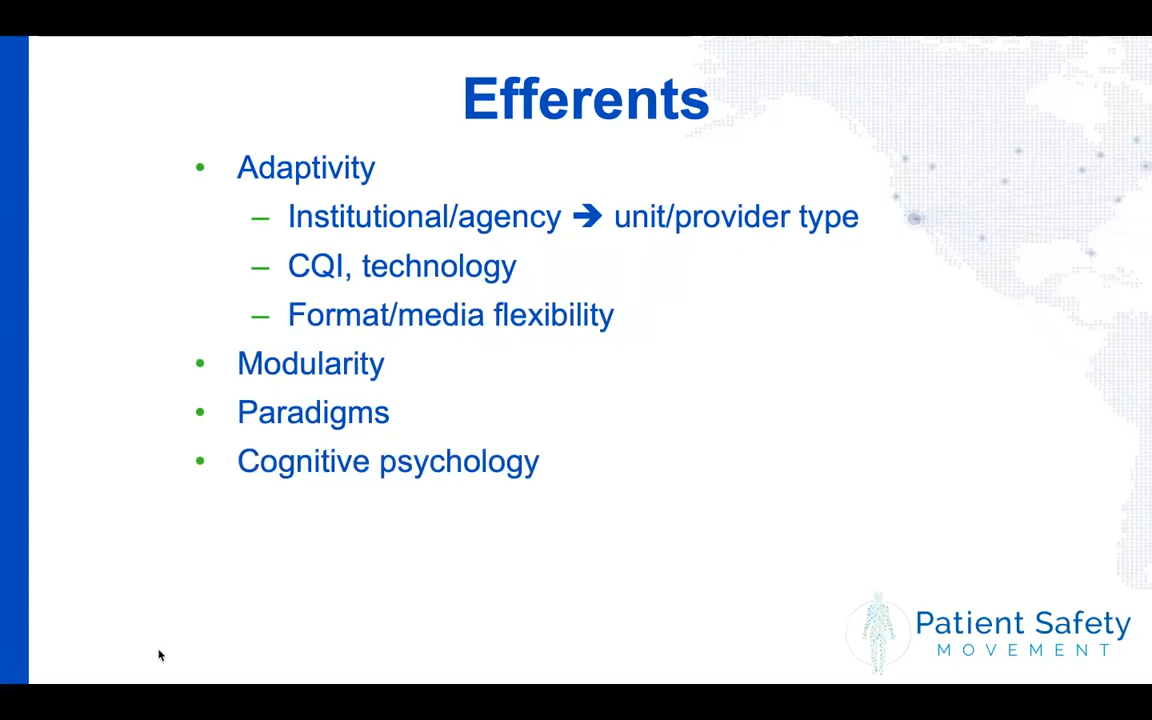 Efferents
• Adaptivity
– Institutional/agency ➔ unit/provider type
– CQI, technology
– Format/media flexibility
• Modularity
• Paradigms
• Cognitive psychology
Patient Safety
MOVEMENT